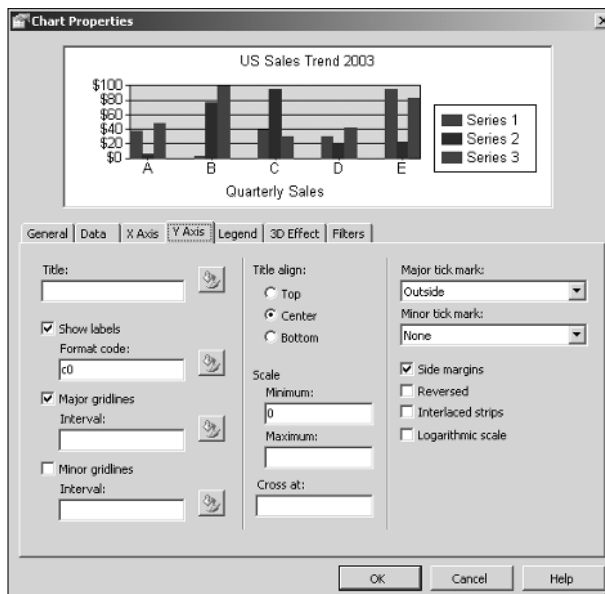 Chart Properties
US Sales Trend 2003
$100
$80
$60
$40
$20
$0
A B C D E
Quarterly Sales
Series 1
Series 2
Series 3
General Data X Axis Y Axis Legend 3D Effect Filters
Title:
Show labels
Format code:
c0
Major gridlines
Interval:
Minor gridlines
Interval:
Title align:
Top
Center
Bottom
Scale
Minimum:
0
Maximum:
Cross at:
Major tick mark:
Outside
Minor tick mark:
None
Side margins
Reversed
Interlaced strips
Logarithmic scale
OK Cancel Help